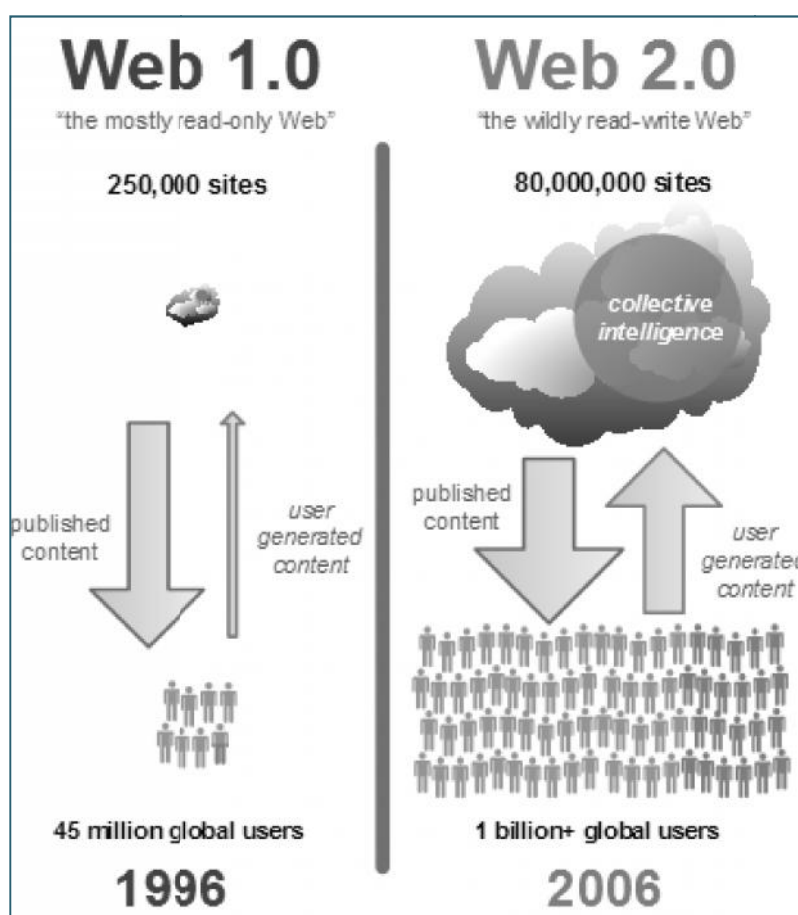 Web 1.0
"the mostly read-only Web"
250,000 sites
published
content
user
generated
content
45 million global users
1996
Web 2.0
"the wildly read-write Web"
80,000,000 sites
collective
intelligence
published
content
user
generated
content
1 billion+ global users
2006